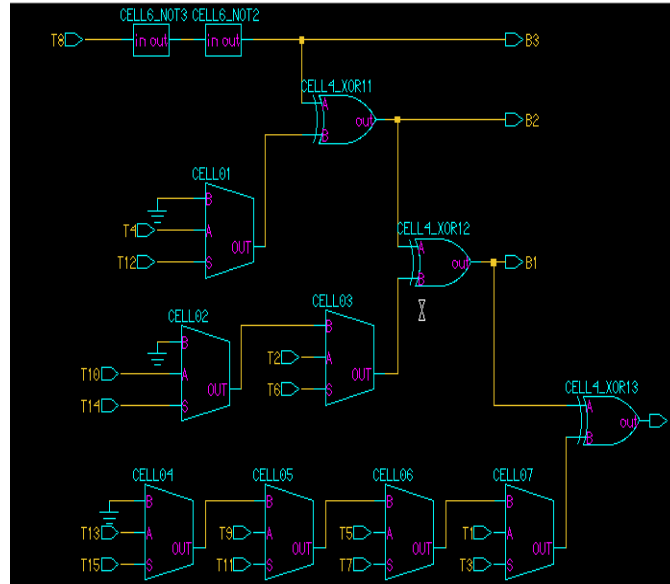 CELL6_NOT3 CELL6_NOT2
T8 in out in out B3
CELL4_XOR11
A
out B2
B
CELL01
B
T4 A
OUT
T12 S
CELL4_XOR12
A
out B1
B
CELL03
CELL02
B
B
T2 A
T10 A
OUT
T6 S
OUT
T14 S
CELL4_XOR13
A
out
B
CELL04 CELL05 CELL06 CELL07
B B B B
T13 A T9 A T5 A T1 A
OUT OUT OUT OUT
T15 S T11 S T7 S T3 S